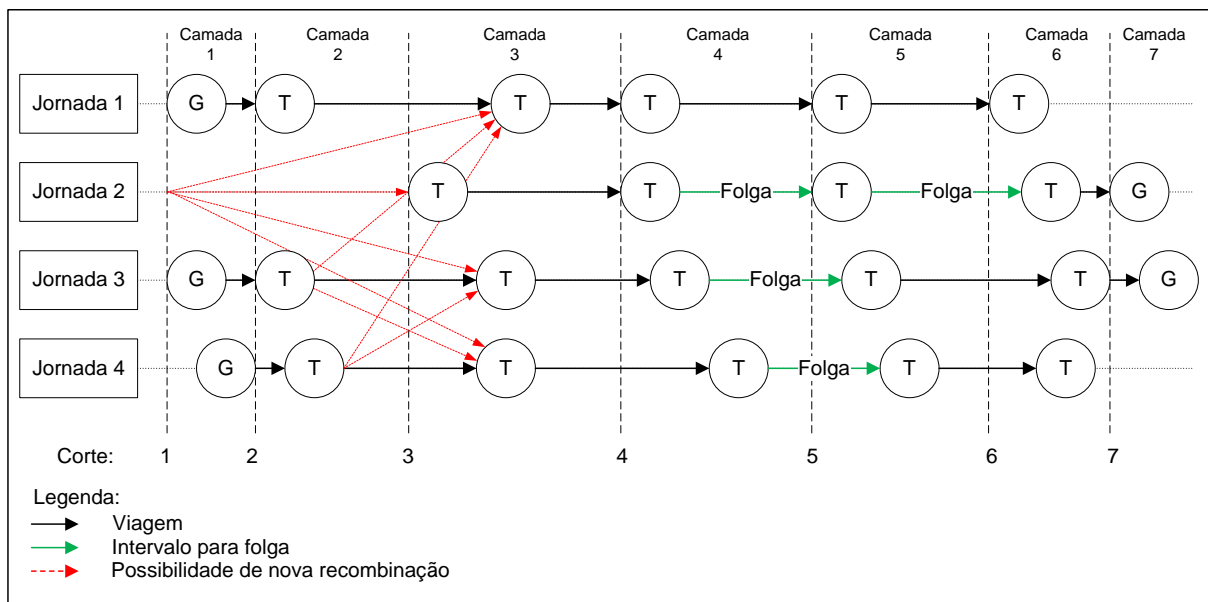 Camada 1 Camada 2 Camada 3 Camada 4 Camada 5 Camada 6 Camada 7
Jornada 1 G T T T T T
Jornada 2 T T Folga T Folga T G
Jornada 3 G T T T Folga T T G
Jornada 4 G T T T Folga T T
Corte: 1 2 3 4 5 6 7
Legenda:
Viagem
Intervalo para folga
Possibilidade de nova recombinação